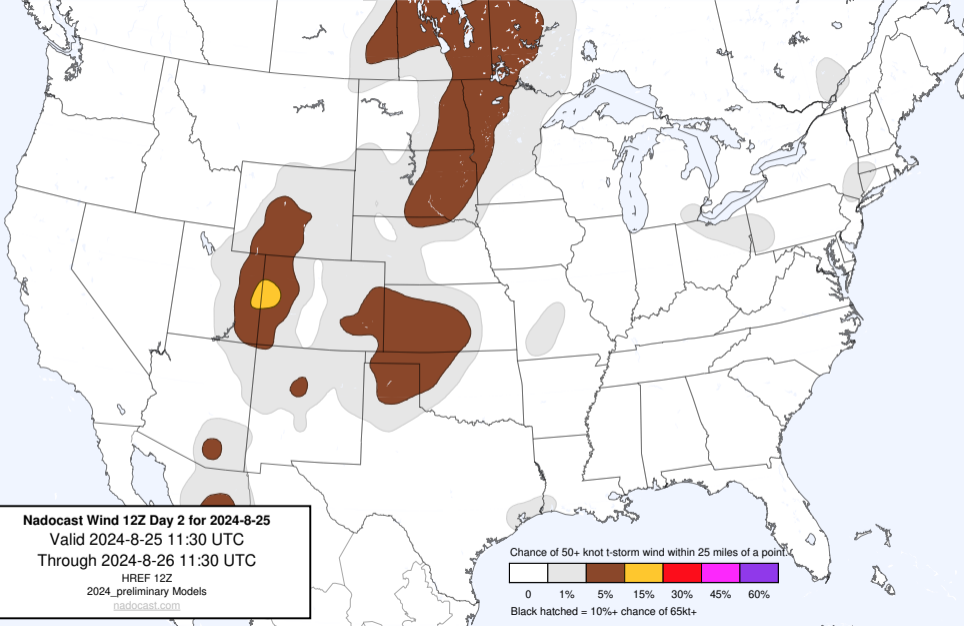 Nadocast Wind 12Z Day 2 for 2024-8-25
Valid 2024-8-25 11:30 UTC
Through 2024-8-26 11:30 UTC
HREF 12Z
2024_preliminary Models
nadocast.com
Chance of 50+ knot t-storm wind within 25 miles of a point.
0 1% 5% 15% 30% 45% 60%
Black hatched = 10%+ chance of 65kt+